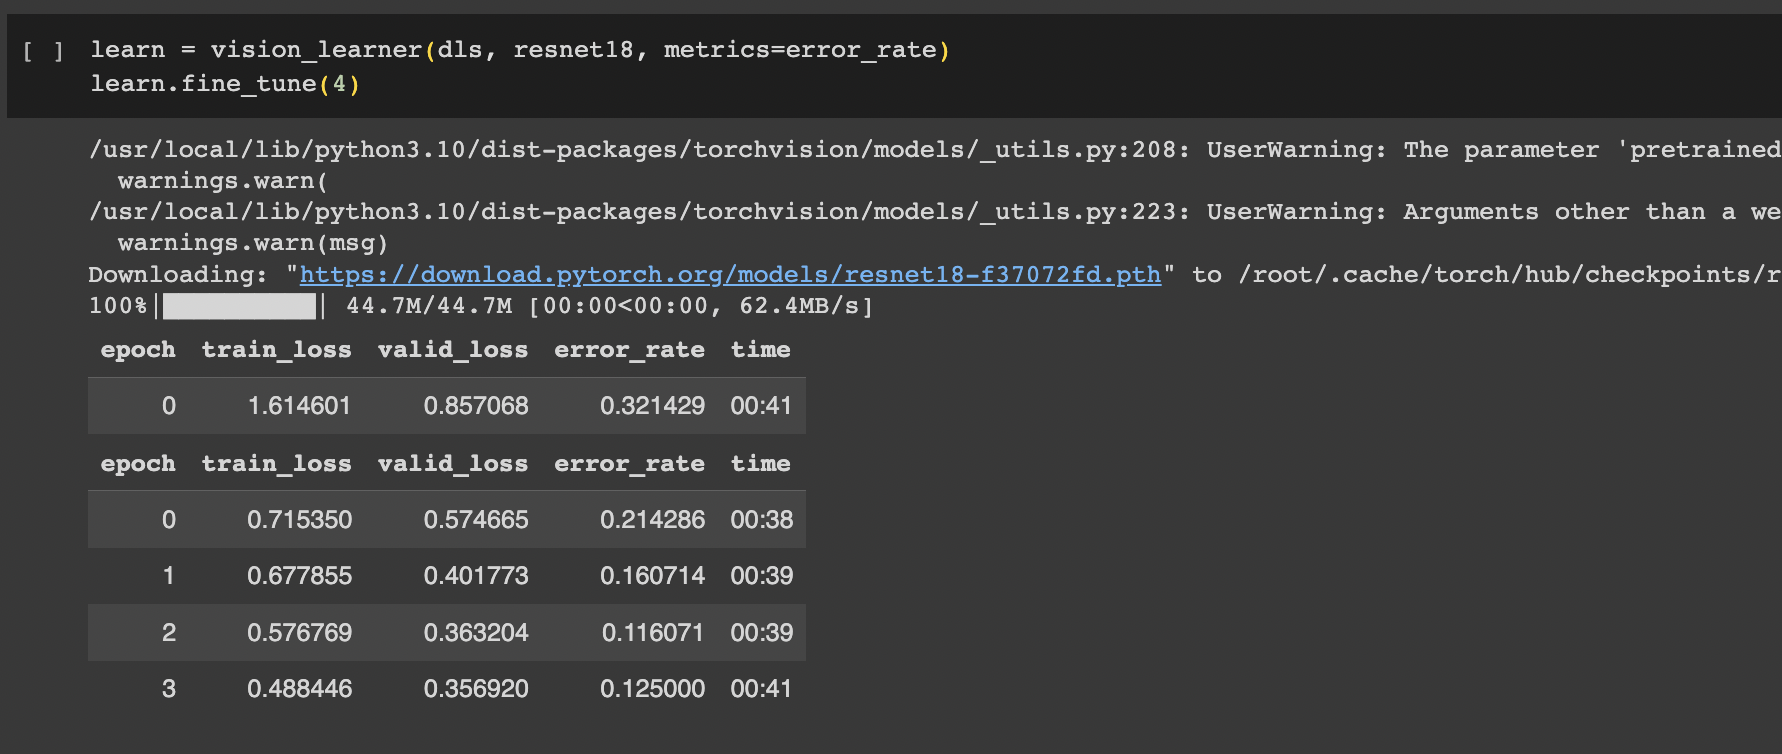 [ ] learn = vision_learner(dls, resnet18, metrics=error_rate)
learn.fine_tune(4)
/usr/local/lib/python3.10/dist-packages/torchvision/models/_utils.py:208: UserWarning: The parameter 'pretrained
warnings.warn(
/usr/local/lib/python3.10/dist-packages/torchvision/models/_utils.py:223: UserWarning: Arguments other than a we
warnings.warn(msg)
Downloading: "https://download.pytorch.org/models/resnet18-f37072fd.pth" to /root/.cache/torch/hub/checkpoints/r
100%|██████████| 44.7M/44.7M [00:00<00:00, 62.4MB/s]
epoch train_loss valid_loss error_rate time
0 1.614601 0.857068 0.321429 00:41
epoch train_loss valid_loss error_rate time
0 0.715350 0.574665 0.214286 00:38
1 0.677855 0.401773 0.160714 00:39
2 0.576769 0.363204 0.116071 00:39
3 0.488446 0.356920 0.125000 00:41